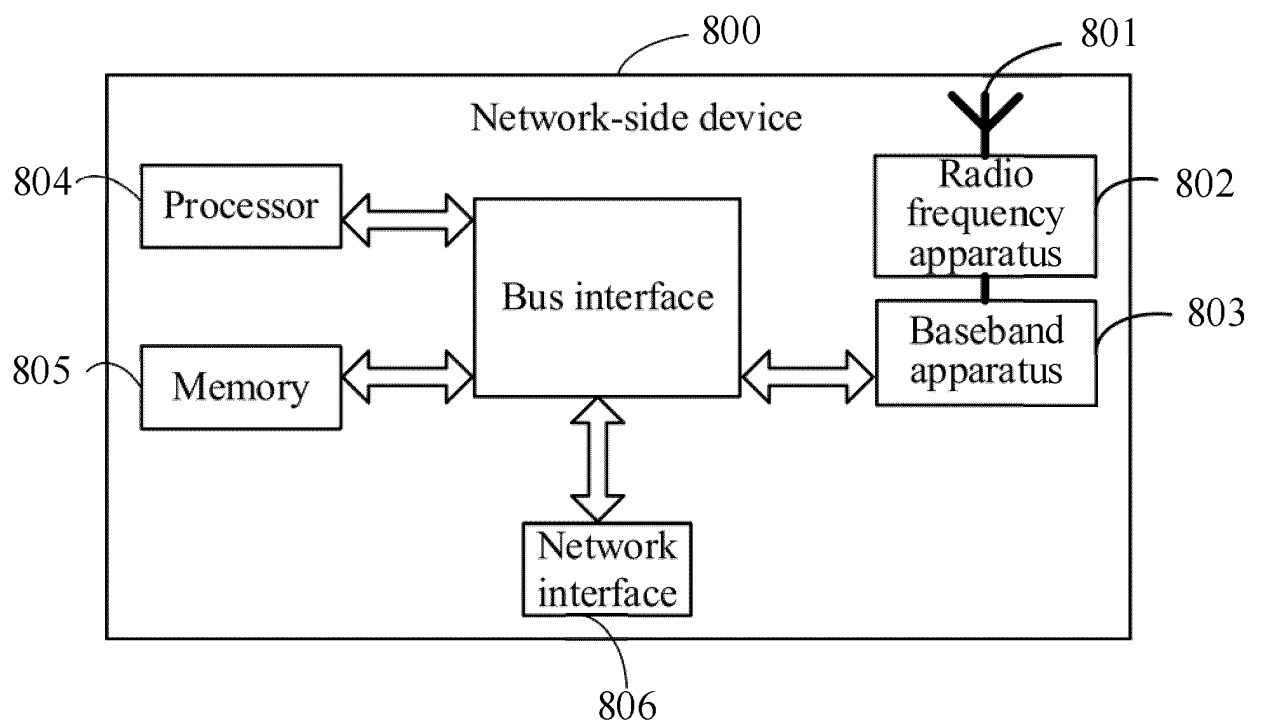 800
801
Network-side device
804
Processor
Radio
frequency
apparatus
802
Bus interface
803
Baseband
apparatus
805
Memory
Network
interface
806